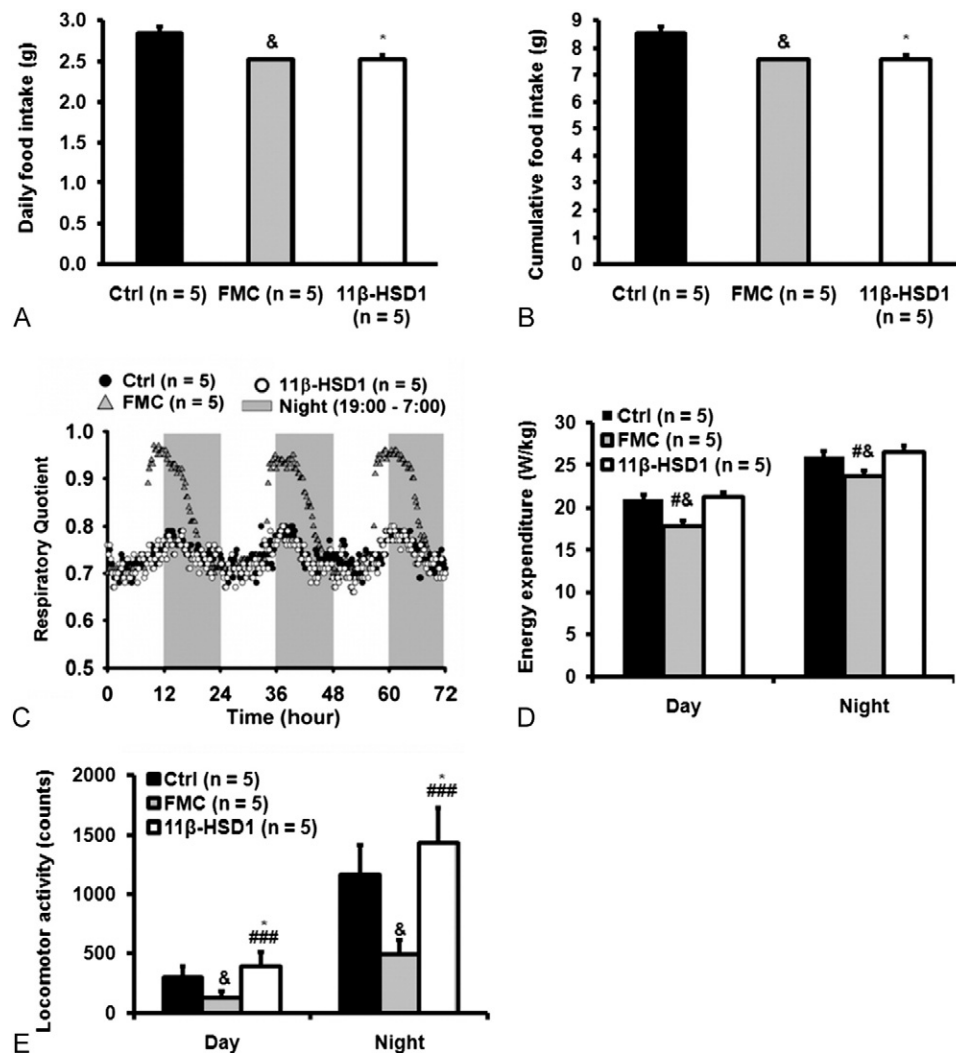 3.0
2.5
2.0
1.5
1.0
0.5
0.0
Daily food intake (g)
&
*
Ctrl (n = 5)
FMC (n = 5)
11β-HSD1
(n = 5)
A
10
9
8
7
6
5
4
3
2
1
0
Cumulative food intake (g)
&
*
Ctrl (n = 5)
FMC (n = 5)
11β-HSD1
(n = 5)
B
Ctrl (n = 5)
11β-HSD1 (n = 5)
FMC (n = 5)
Night (19:00 - 7:00)
1.0
0.9
0.8
0.7
0.6
0.5
Respiratory Quotient
0
12
24
36
48
60
72
Time (hour)
C
30
25
20
15
10
5
0
Energy expenditure (W/kg)
Ctrl (n = 5)
FMC (n = 5)
11β-HSD1 (n = 5)
#&
#&
Day
Night
D
2000
1500
1000
500
0
Locomotor activity (counts)
Ctrl (n = 5)
FMC (n = 5)
11β-HSD1 (n = 5)
&
*
###
&
*
###
Day
Night
E